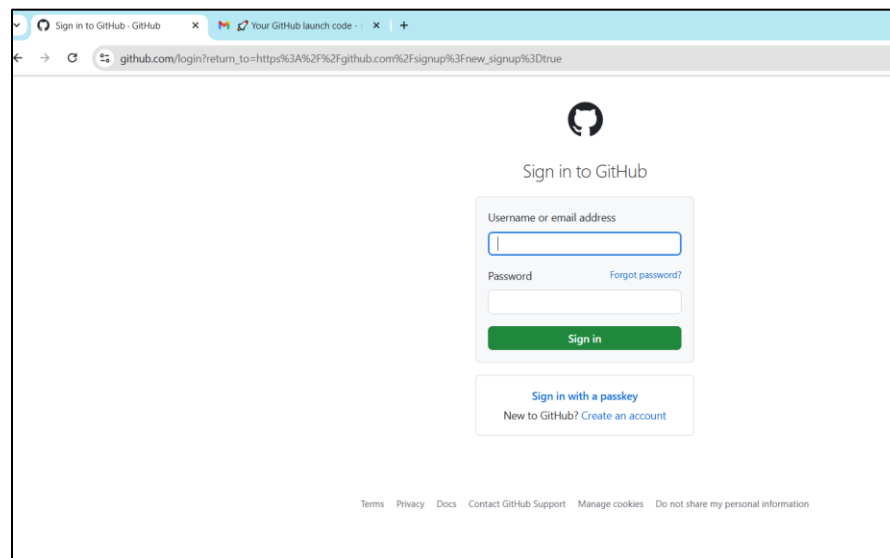 Sign in to GitHub · GitHub
Your GitHub launch code -
github.com/login?return_to=https%3A%2F%2Fgithub.com%2Fsignup%3Fnew_signup%3Dtrue
Sign in to GitHub
Username or email address
Password
Forgot password?
Sign in
Sign in with a passkey
New to GitHub? Create an account
Terms Privacy Docs Contact GitHub Support Manage cookies Do not share my personal information